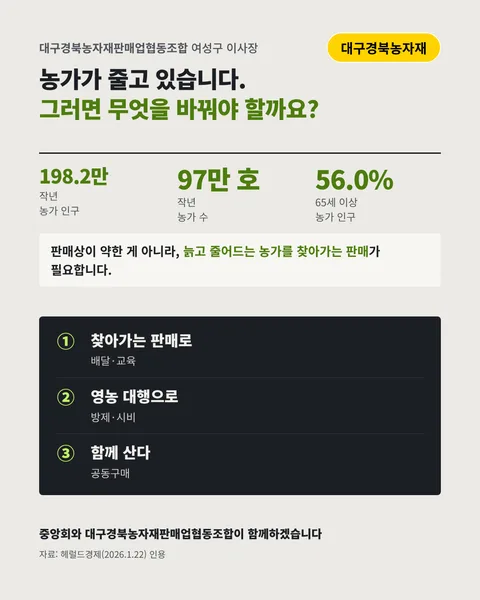 대구경북농자재판매업협동조합 여성구 이사장
대구경북농자재
농가가 줄고 있습니다.
그러면 무엇을 바꿔야 할까요?
198.2만
작년
농가 인구
97만 호
작년
농가 수
56.0%
65세 이상
농가 인구
판매상이 약한 게 아니라, 늙고 줄어드는 농가를 찾아가는 판매가
필요합니다.
1
찾아가는 판매로
배달·교육
2
영농 대행으로
방제·시비
3
함께 산다
공동구매
중앙회와 대구경북농자재판매업협동조합이 함께하겠습니다
자료: 헤럴드경제(2026.1.22) 인용